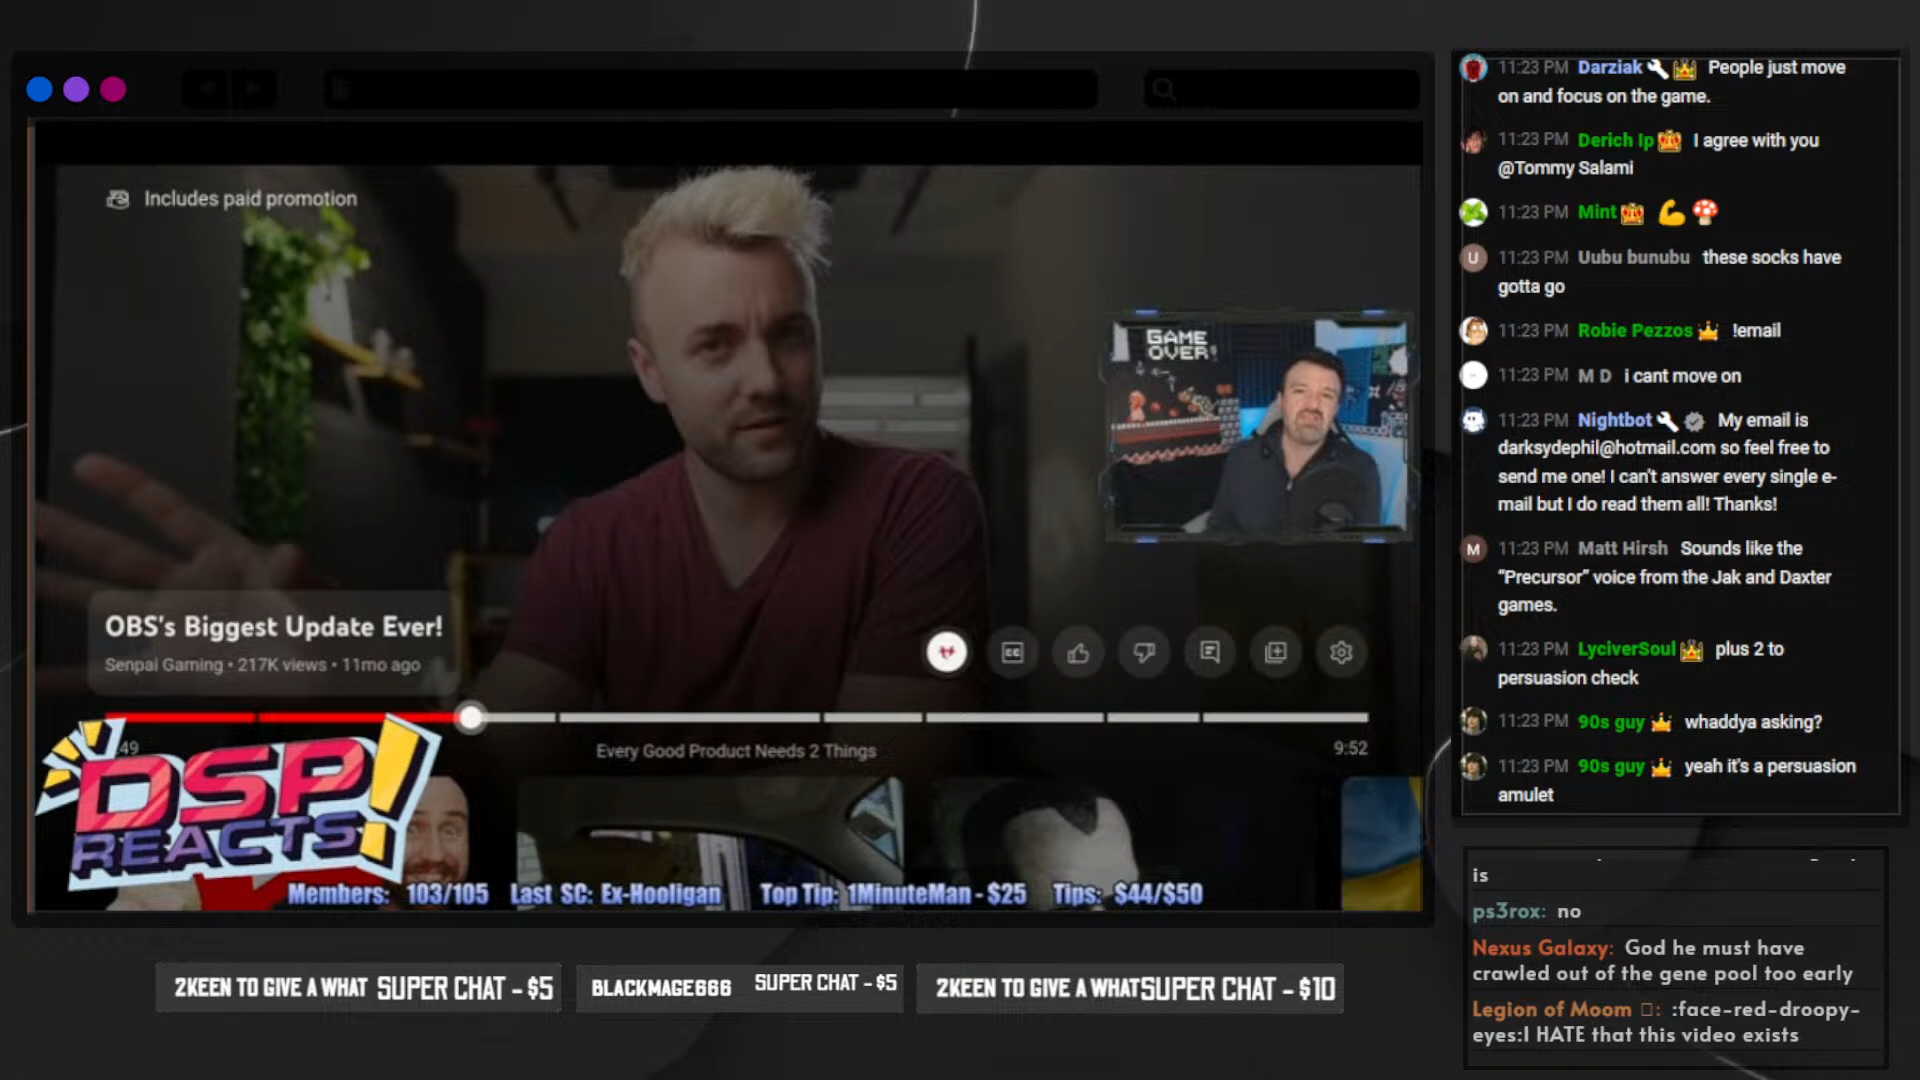 Includes paid promotion
GAME
OVER!
OBS's Biggest Update Ever!
Senpai Gaming • 217K views • 11mo ago
CC
49
Every Good Product Needs 2 Things
9:52
DSP
REACTS!
Members: 103/105 Last SC: Ex-Hooligan Top Tip: 1MinuteMan - $25 Tips: $44/$50
2KEEN TO GIVE A WHAT SUPER CHAT - $5
BLACKMAGE666 SUPER CHAT - $5
2KEEN TO GIVE A WHAT SUPER CHAT - $10
11:23 PM Darziak People just move
on and focus on the game.
11:23 PM Derich Ip I agree with you
@Tommy Salami
11:23 PM Mint 💪🍄
U 11:23 PM Uubu bunubu these socks have
gotta go
11:23 PM Robie Pezzos !email
11:23 PM M D i cant move on
11:23 PM Nightbot My email is
darksydephil@hotmail.com so feel free to
send me one! I can't answer every single e-
mail but I do read them all! Thanks!
M 11:23 PM Matt Hirsh Sounds like the
“Precursor” voice from the Jak and Daxter
games.
11:23 PM LyciverSoul plus 2 to
persuasion check
11:23 PM 90s guy whaddya asking?
11:23 PM 90s guy yeah it's a persuasion
amulet
is
ps3rox: no
Nexus Galaxy: God he must have
crawled out of the gene pool too early
Legion of Moom : :face-red-droopy-
eyes:I HATE that this video exists